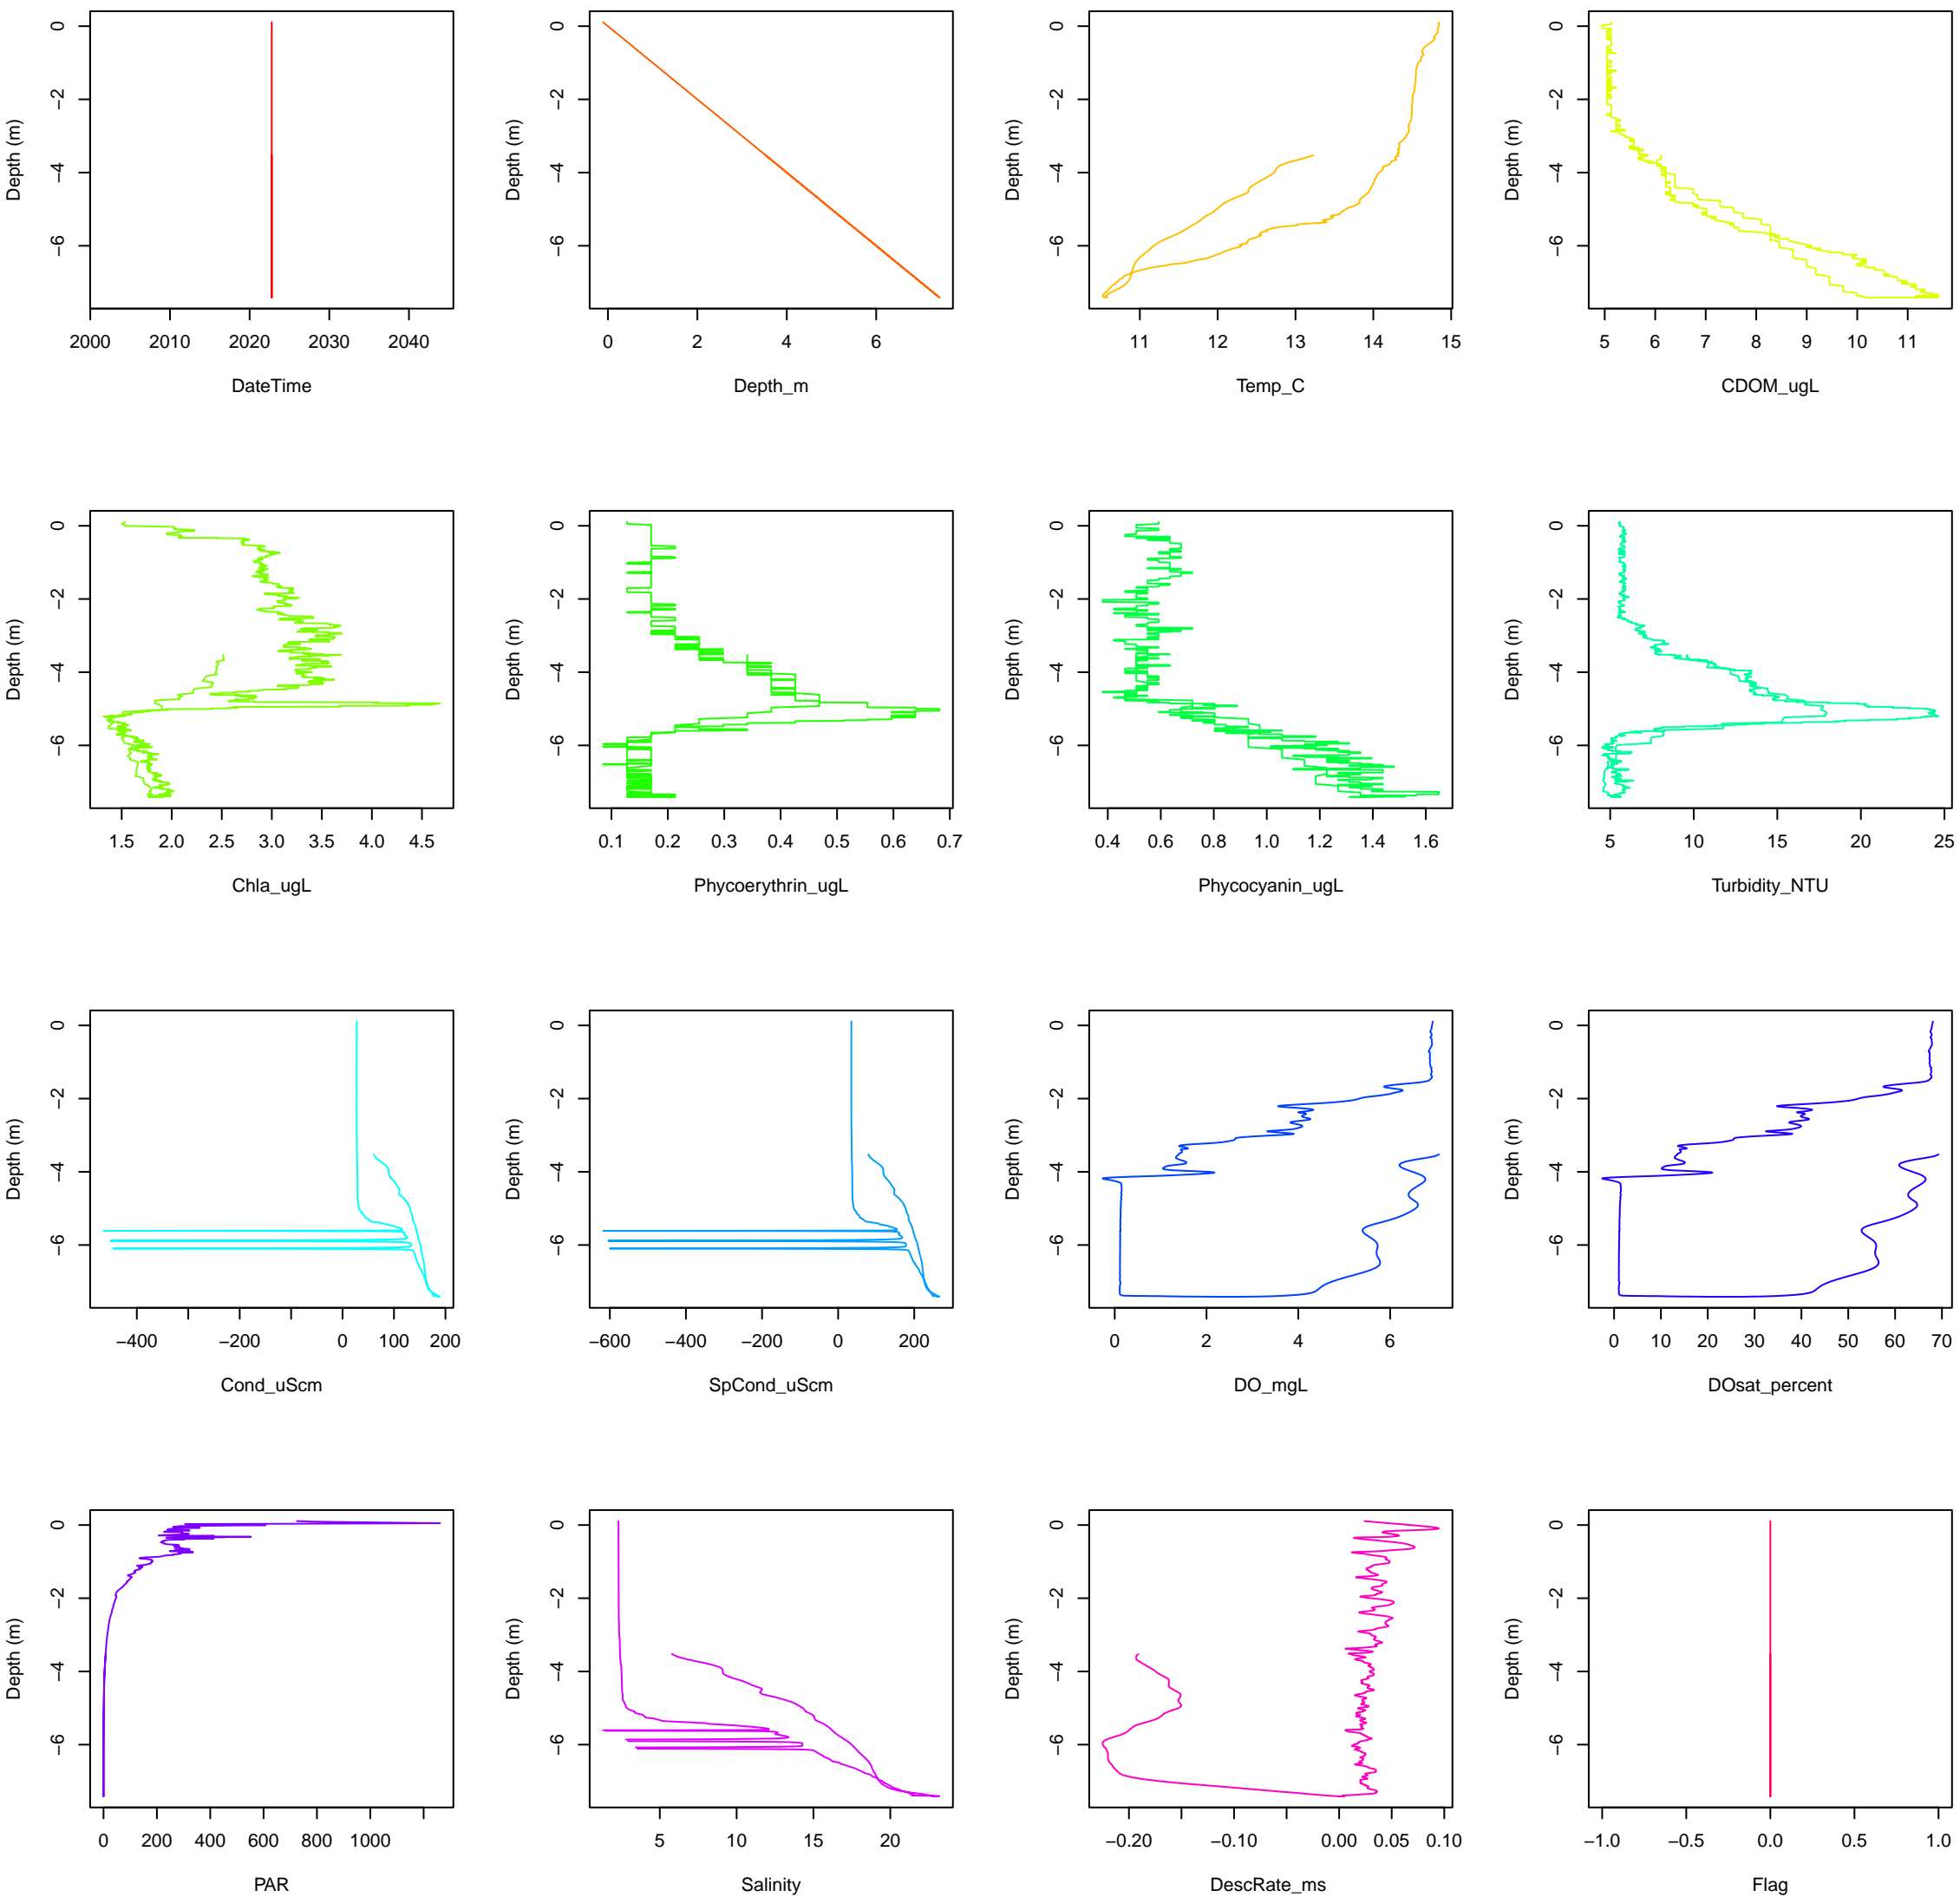 0 0 0 0
−2 −2 −2 −2
Depth (m) Depth (m) Depth (m) Depth (m)
−4 −4 −4 −4
−6 −6 −6 −6
2000 2010 2020 2030 2040 0 2 4 6 11 12 13 14 15 5 6 7 8 9 10 11
DateTime Depth_m Temp_C CDOM_ugL
0 0 0 0
−2 −2 −2 −2
Depth (m) Depth (m) Depth (m) Depth (m)
−4 −4 −4 −4
−6 −6 −6 −6
1.5 2.0 2.5 3.0 3.5 4.0 4.5 0.1 0.2 0.3 0.4 0.5 0.6 0.7 0.4 0.6 0.8 1.0 1.2 1.4 1.6 5 10 15 20 25
Chla_ugL Phycoerythrin_ugL Phycocyanin_ugL Turbidity_NTU
0 0 0 0
−2 −2 −2 −2
Depth (m) Depth (m) Depth (m) Depth (m)
−4 −4 −4 −4
−6 −6 −6 −6
−400 −200 0 100 200 −600 −400 −200 0 200 0 2 4 6 0 10 20 30 40 50 60 70
Cond_uScm SpCond_uScm DO_mgL DOsat_percent
0 0 0 0
−2 −2 −2 −2
Depth (m) Depth (m) Depth (m) Depth (m)
−4 −4 −4 −4
−6 −6 −6 −6
0 200 400 600 800 1000 5 10 15 20 −0.20 −0.10 0.00 0.05 0.10 −1.0 −0.5 0.0 0.5 1.0
PAR Salinity DescRate_ms Flag